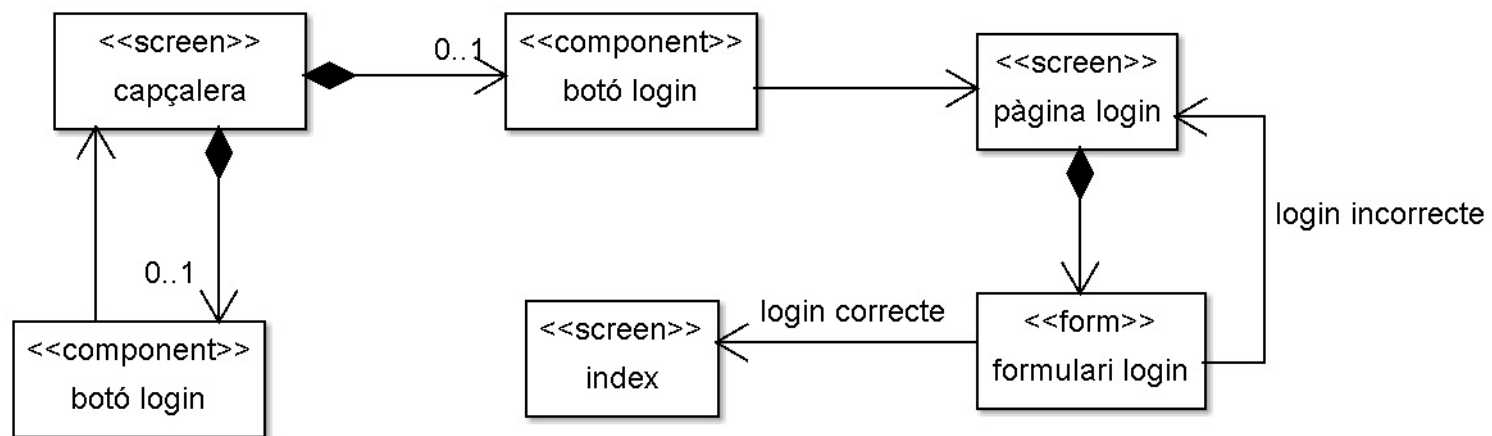 <<screen>>
capçalera
0..1
<<component>>
botó login
<<screen>>
pàgina login
login incorrecte
0..1
<<component>>
botó login
<<screen>>
index
login correcte
<<form>>
formulari login